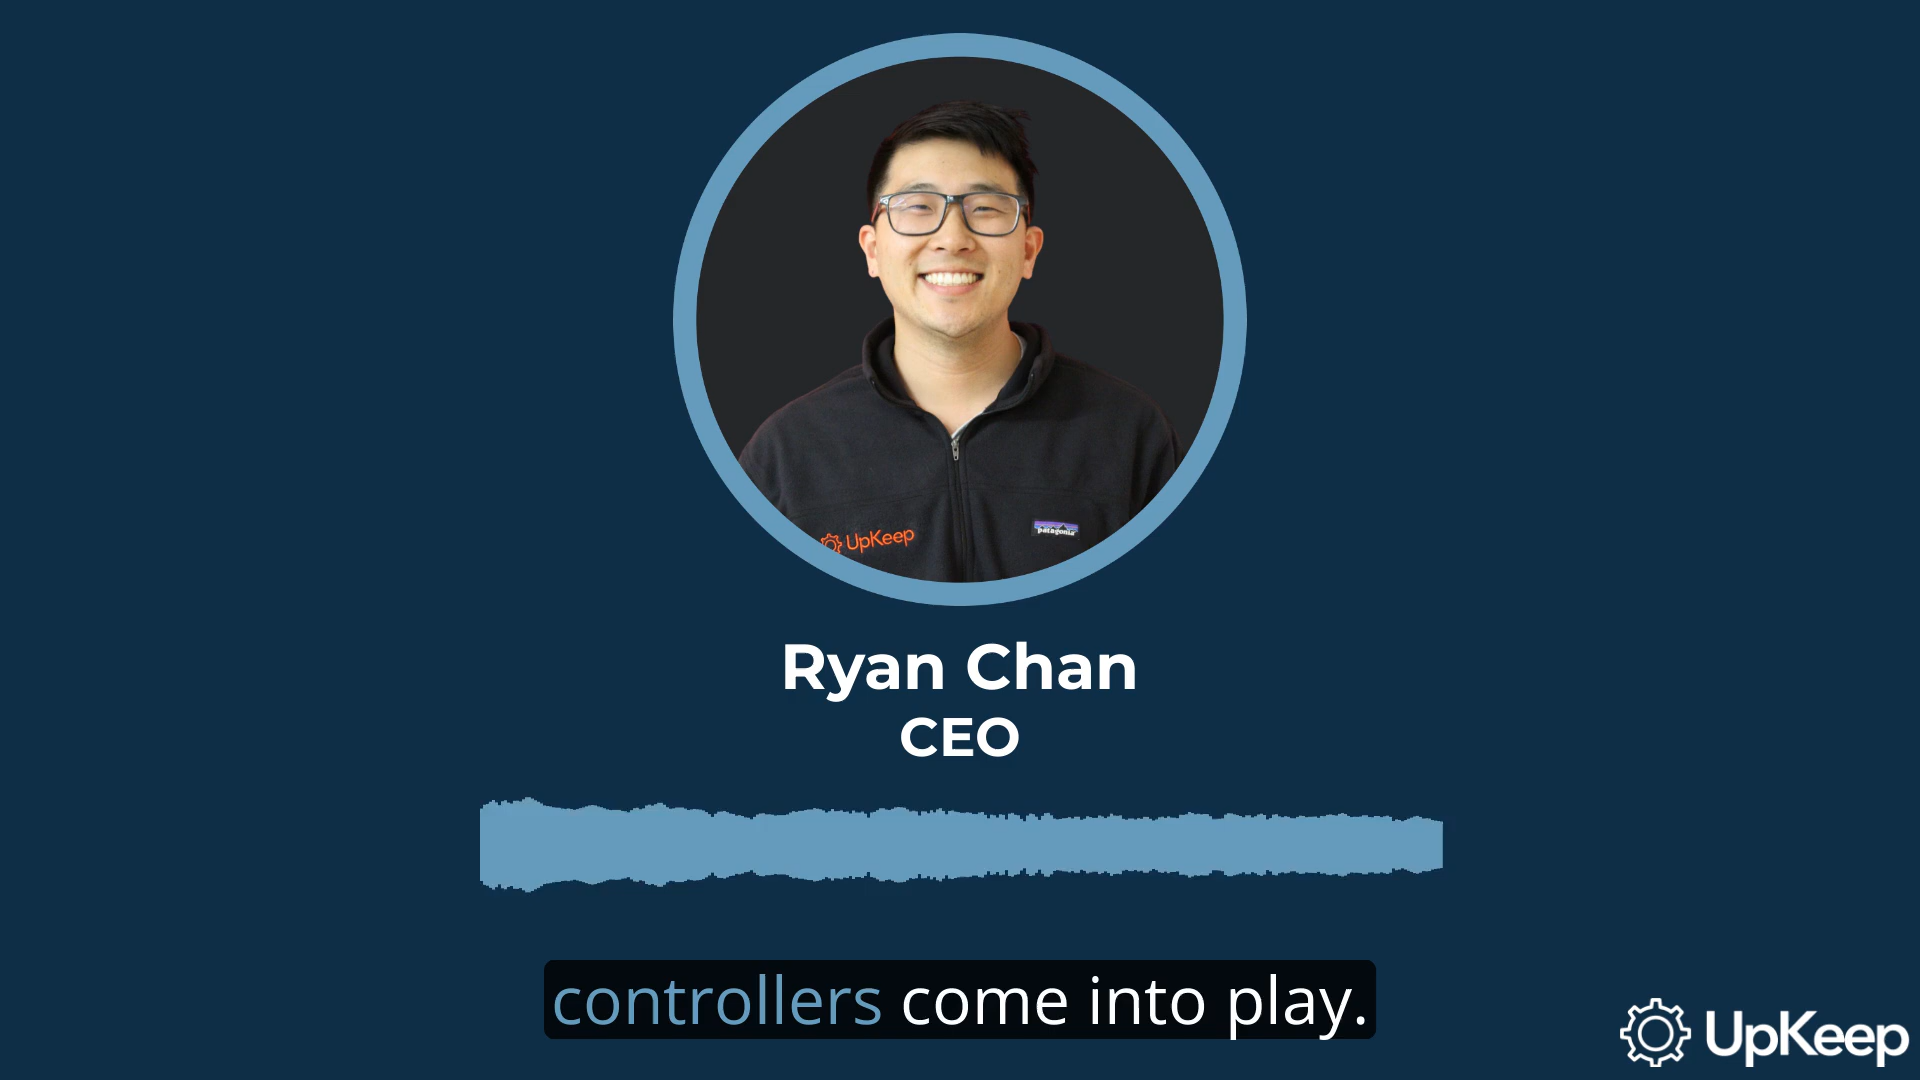 UpKeep
patagonia
Ryan Chan
CEO
controllers come into play.
UpKeep